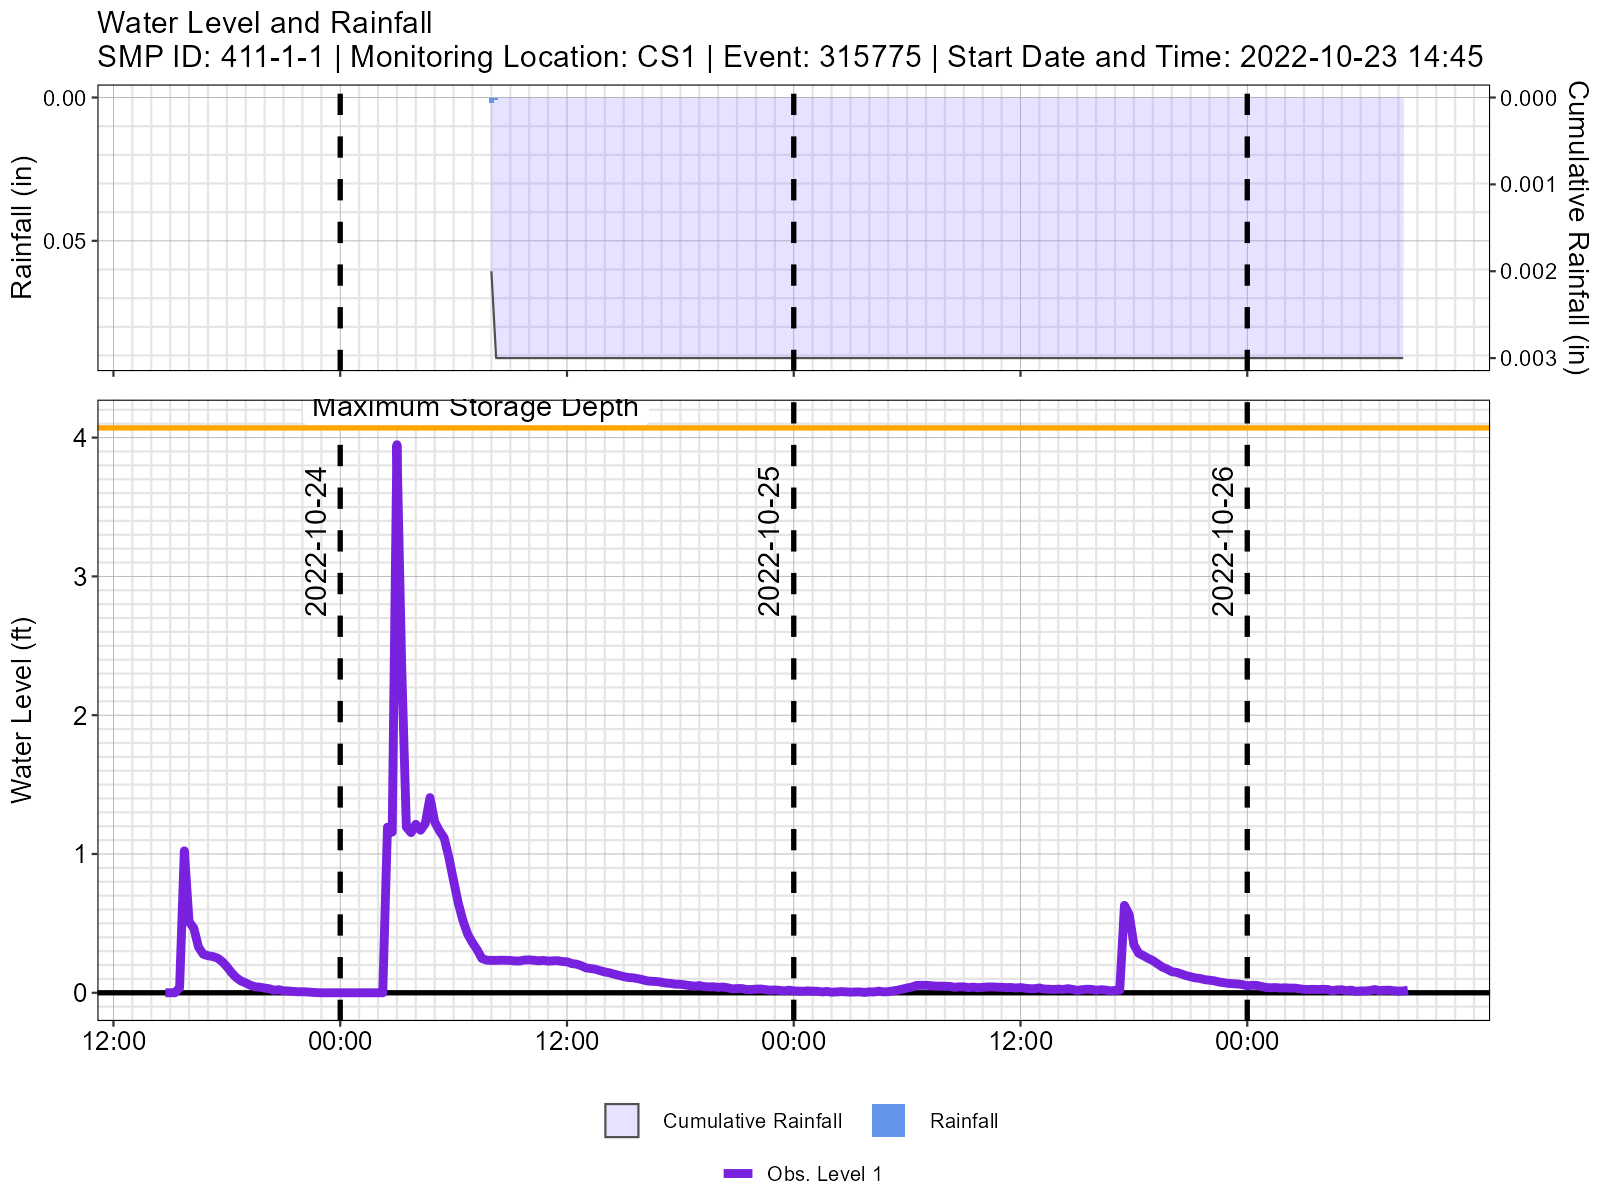 Water Level and Rainfall
SMP ID: 411-1-1 | Monitoring Location: CS1 | Event: 315775 | Start Date and Time: 2022-10-23 14:45
0.00
0.05
Rainfall (in)
0.000
0.001
0.002
0.003
Cumulative Rainfall (in)
Maximum Storage Depth
4
3
2
1
0
Water Level (ft)
2022-10-24
2022-10-25
2022-10-26
12:00
00:00
12:00
00:00
12:00
00:00
Cumulative Rainfall
Rainfall
Obs. Level 1